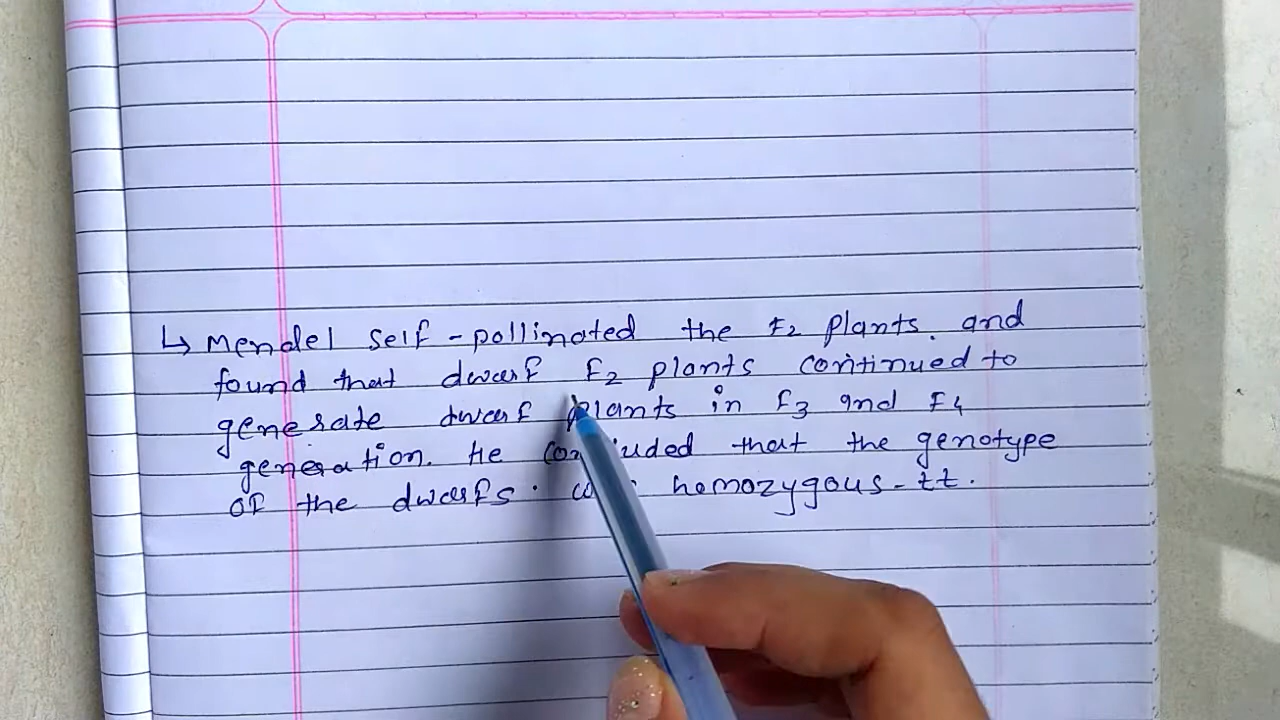 ↳ Mendel self-pollinated the F2 plants and
found that dwarf F2 plants continued to
generate dwarf plants in F3 and F4
generation. He concluded that the genotype
of the dwarfs. homozygous-tt.